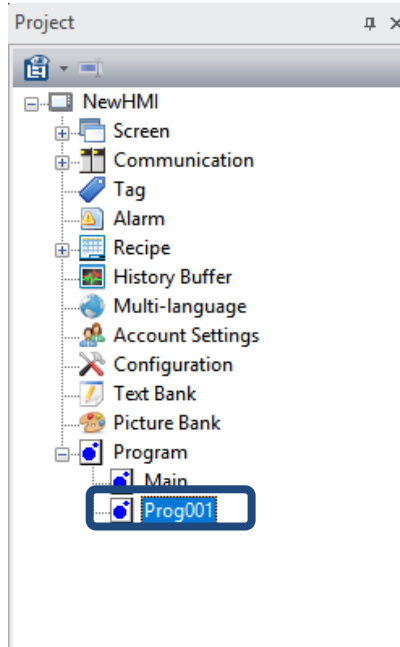 Project
NewHMI
Screen
Communication
Tag
Alarm
Recipe
History Buffer
Multi-language
Account Settings
Configuration
Text Bank
Picture Bank
Program
Main
Prog001